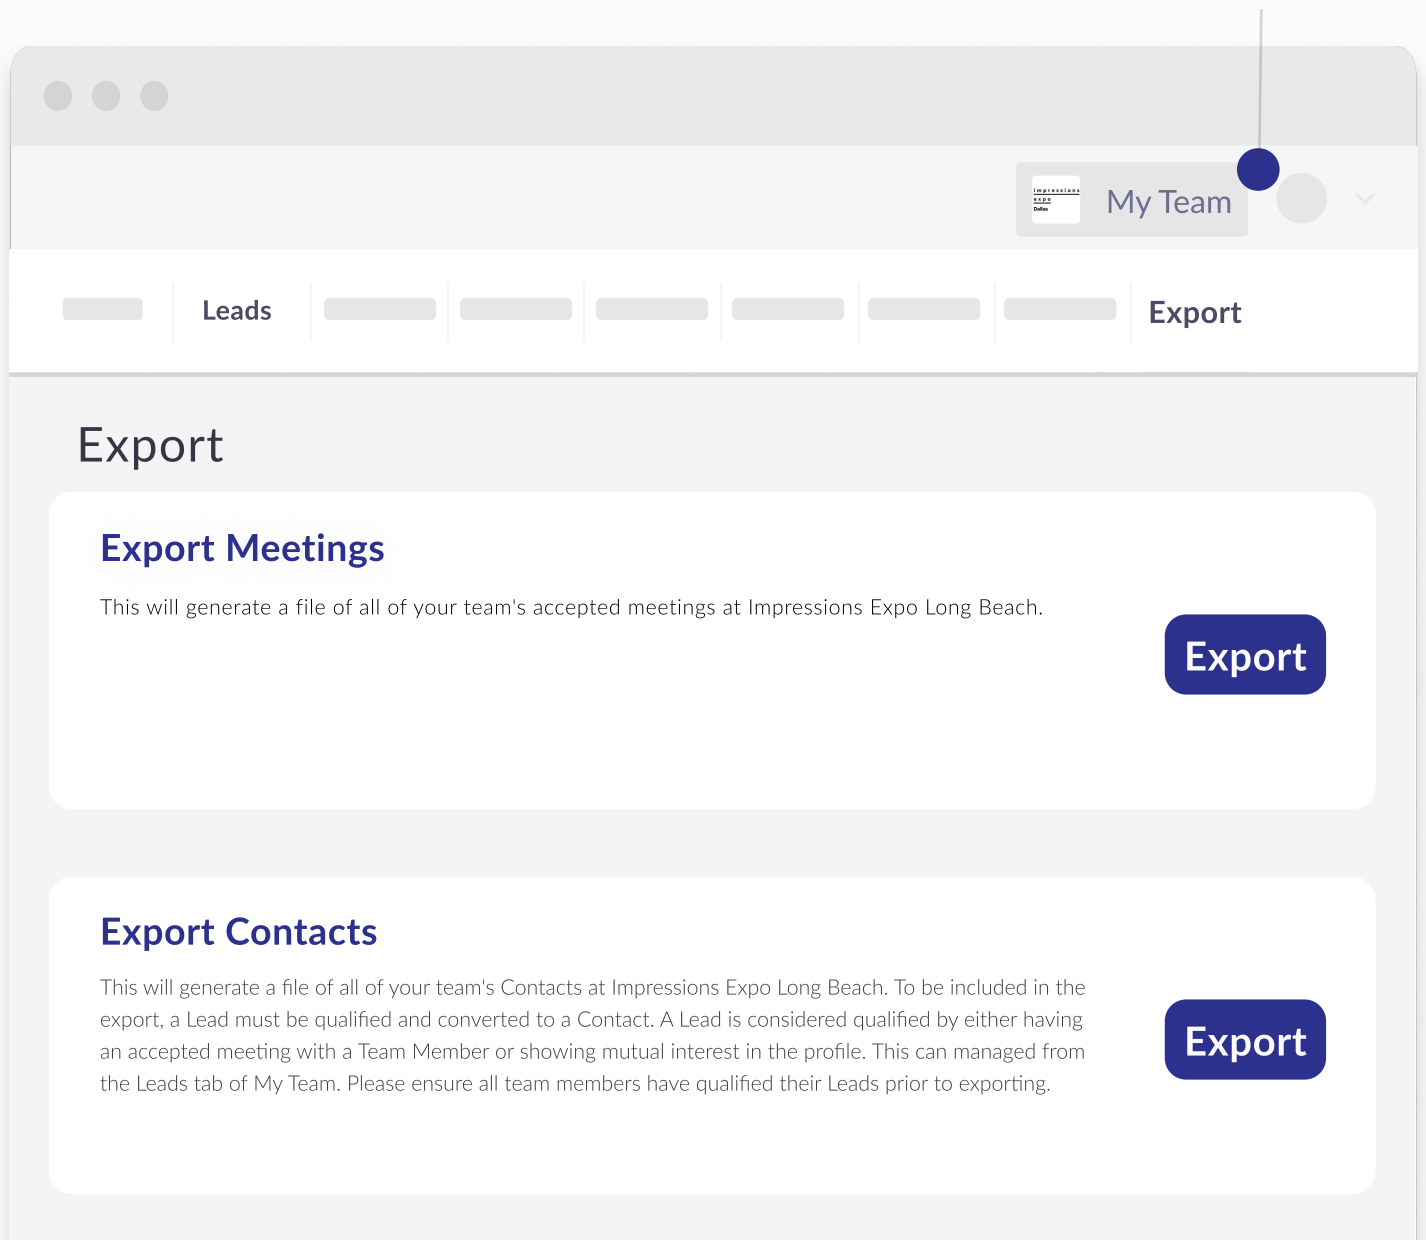 impressions
expo
Dallas
My Team
Leads
Export
Export
Export Meetings
This will generate a file of all of your team's accepted meetings at Impressions Expo Long Beach.
Export
Export Contacts
This will generate a file of all of your team's Contacts at Impressions Expo Long Beach. To be included in the
export, a Lead must be qualified and converted to a Contact. A Lead is considered qualified by either having
an accepted meeting with a Team Member or showing mutual interest in the profile. This can managed from
the Leads tab of My Team. Please ensure all team members have qualified their Leads prior to exporting.
Export